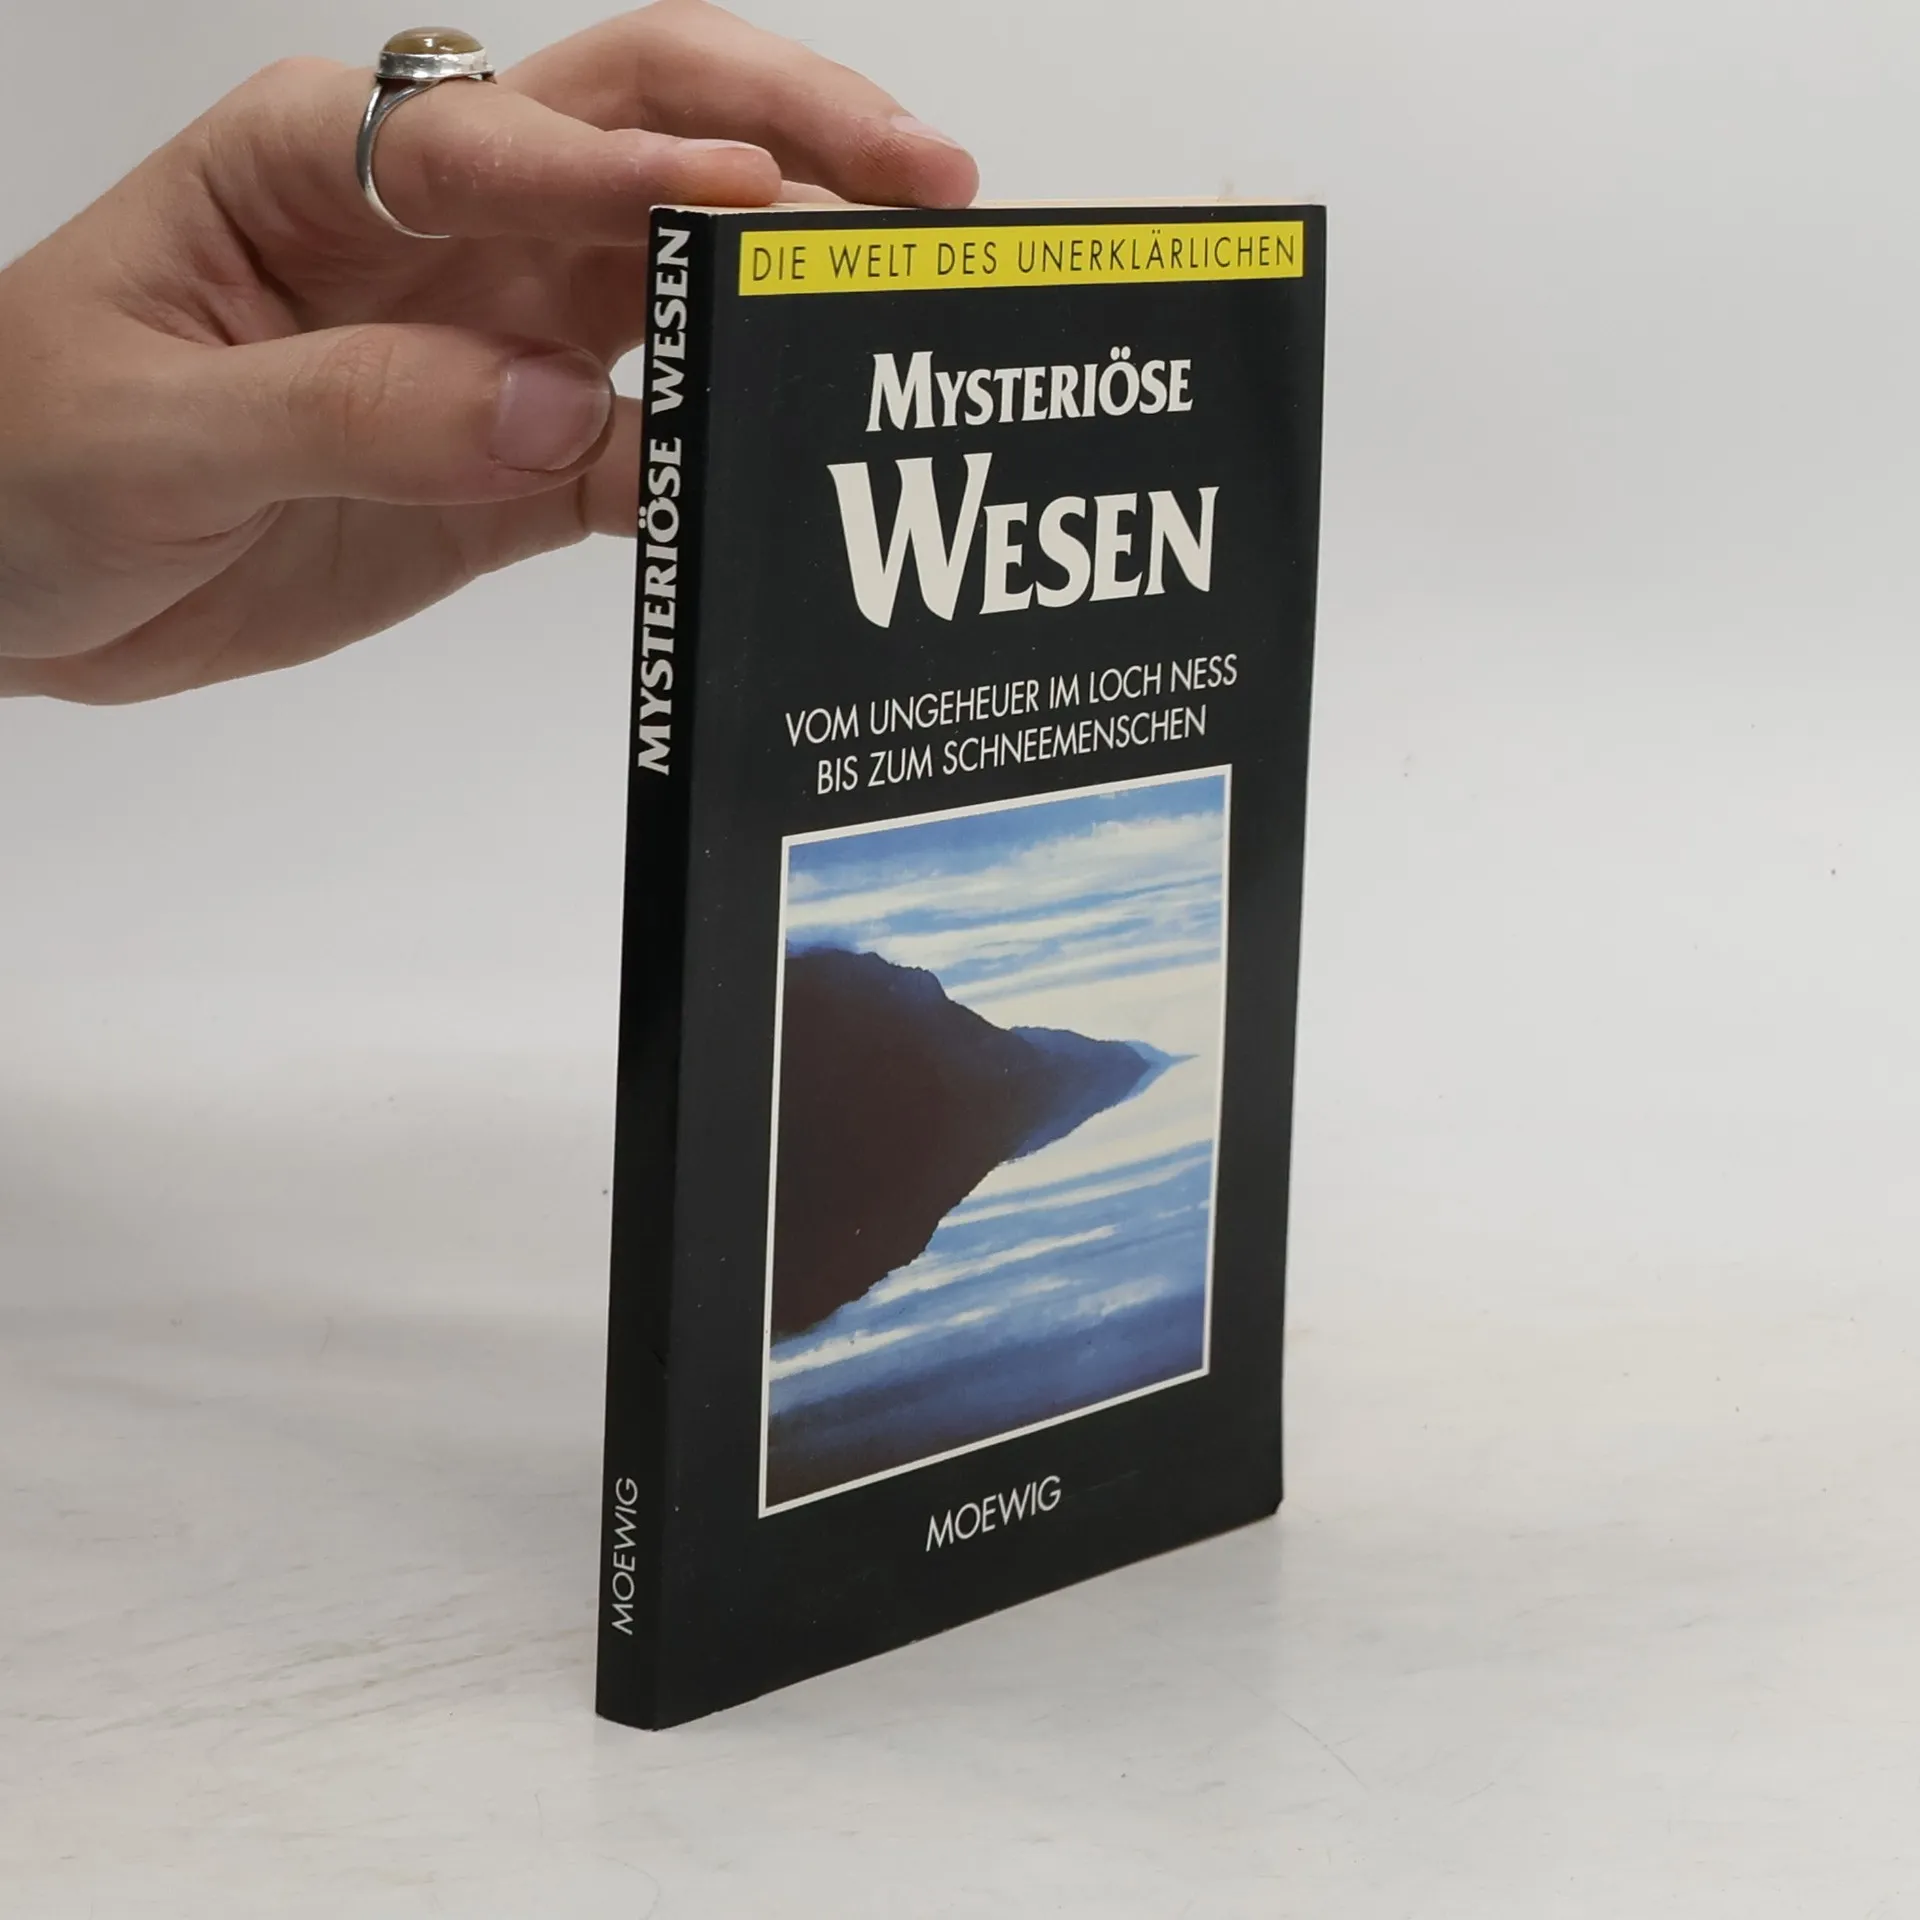 DIE WELT DES UNERKLÄRLICHEN
MYSTERIÖSE
WESEN
VOM UNGEHEUER IM LOCH NESS
BIS ZUM SCHNEEMENSCHEN
MOEWIG
MYSTERIÖSE WESEN
MOEWIG